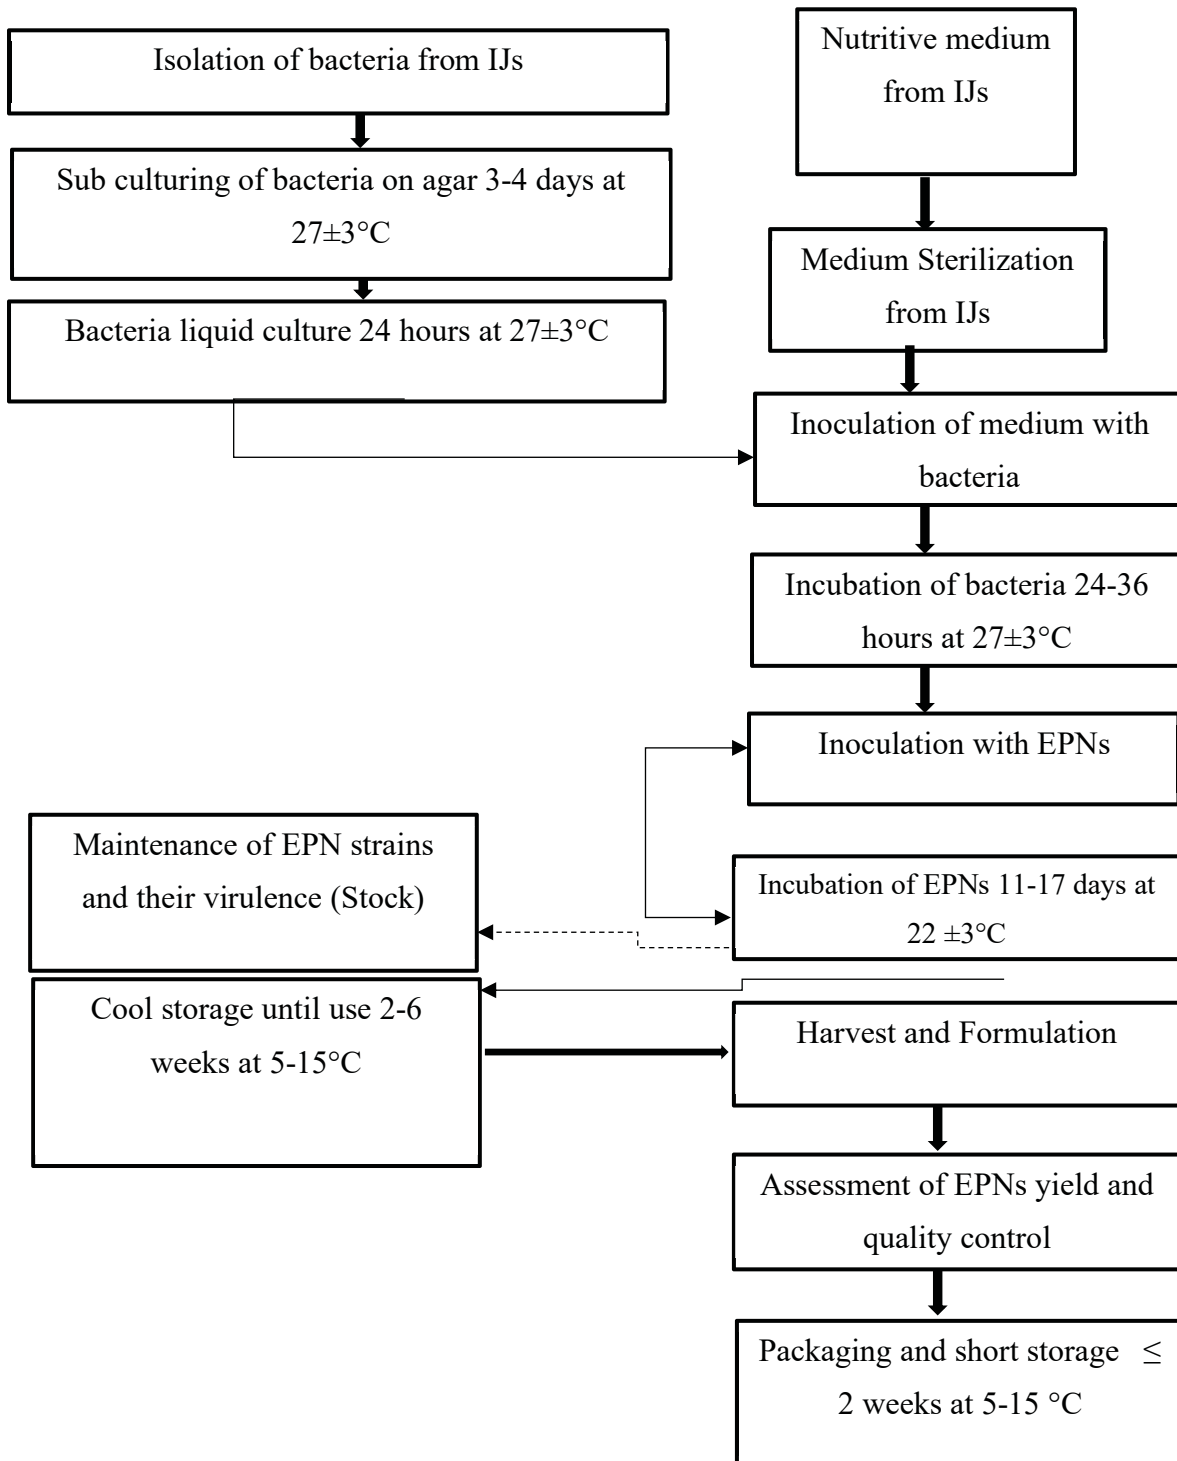 Isolation of bacteria from IJs
Sub culturing of bacteria on agar 3-4 days at
27±3°C
Bacteria liquid culture 24 hours at 27±3°C
Nutritive medium
from IJs
Medium Sterilization
from IJs
Inoculation of medium with
bacteria
Incubation of bacteria 24-36
hours at 27±3°C
Inoculation with EPNs
Incubation of EPNs 11-17 days at
22 ±3°C
Maintenance of EPN strains
and their virulence (Stock)
Cool storage until use 2-6
weeks at 5-15°C
Harvest and Formulation
Assessment of EPNs yield and
quality control
Packaging and short storage ≤
2 weeks at 5-15 °C